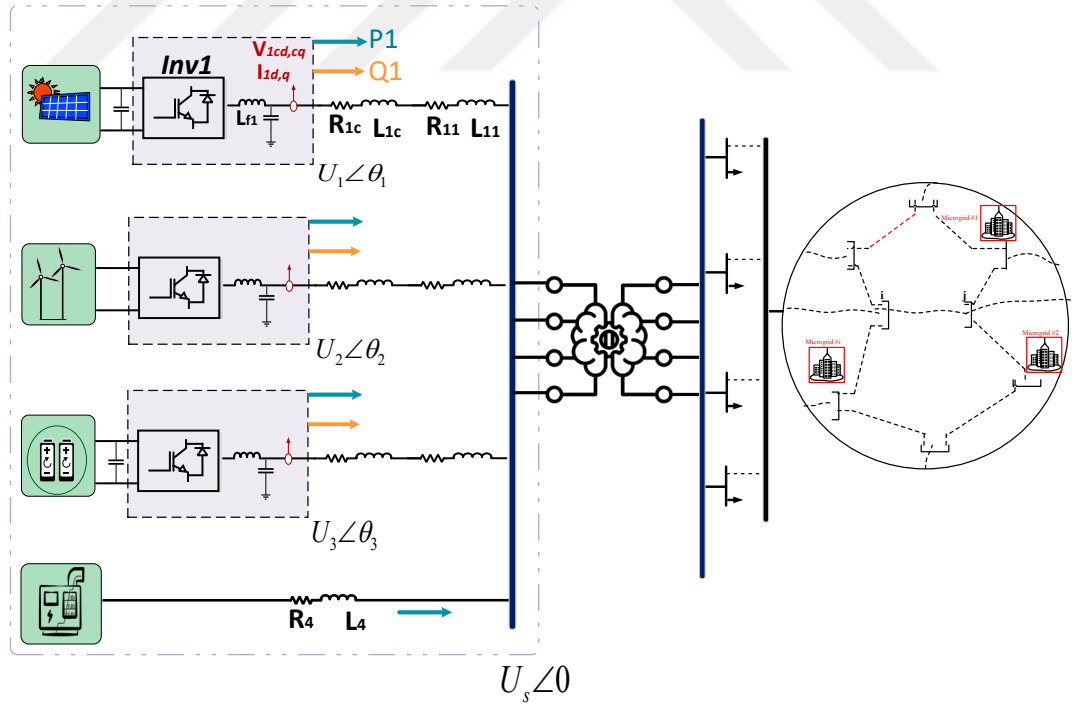 V1cd,cq
P1
Inv1
I1d,q
Q1
Lf1
R1c
L1c
R11
L11
U1∠θ1
Microgrid #1
U2∠θ2
i
j
Microgrid #2
Microgrid #i
U3∠θ3
R4
L4
Us∠0